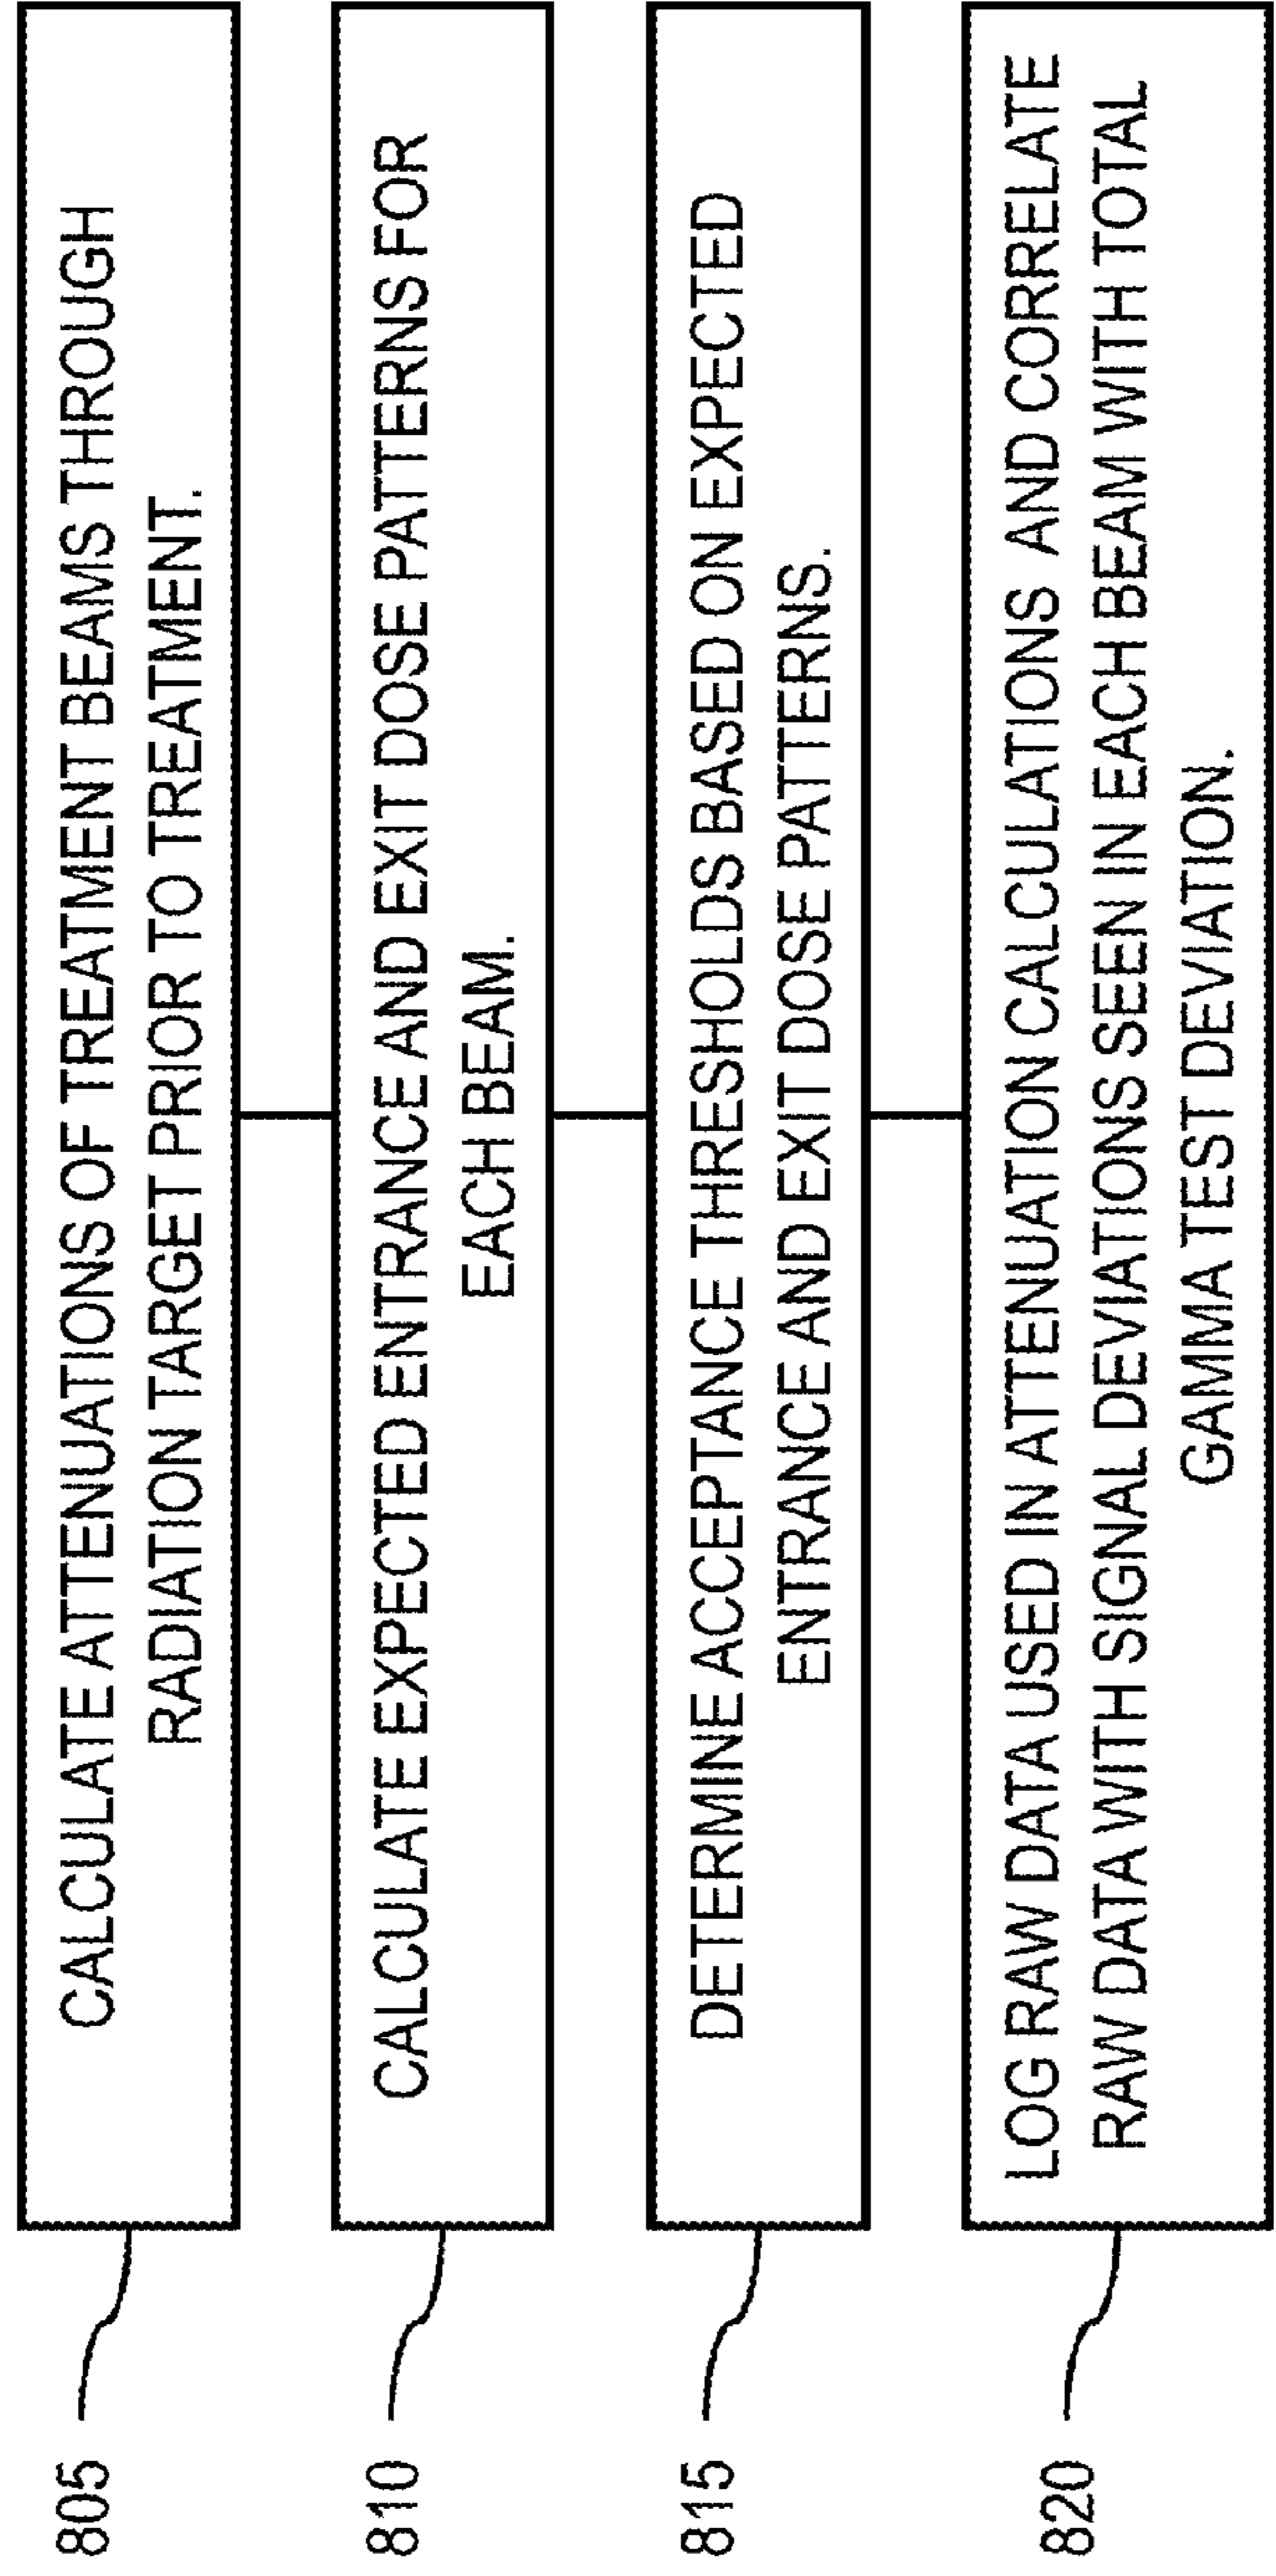 805
CALCULATE ATTENUATIONS OF TREATMENT BEAMS THROUGH
RADIATION TARGET PRIOR TO TREATMENT.
810
CALCULATE EXPECTED ENTRANCE AND EXIT DOSE PATTERNS FOR
EACH BEAM.
815
DETERMINE ACCEPTANCE THRESHOLDS BASED ON EXPECTED
ENTRANCE AND EXIT DOSE PATTERNS.
820
LOG RAW DATA USED IN ATTENUATION CALCULATIONS AND CORRELATE
RAW DATA WITH SIGNAL DEVIATIONS SEEN IN EACH BEAM WITH TOTAL
GAMMA TEST DEVIATION.